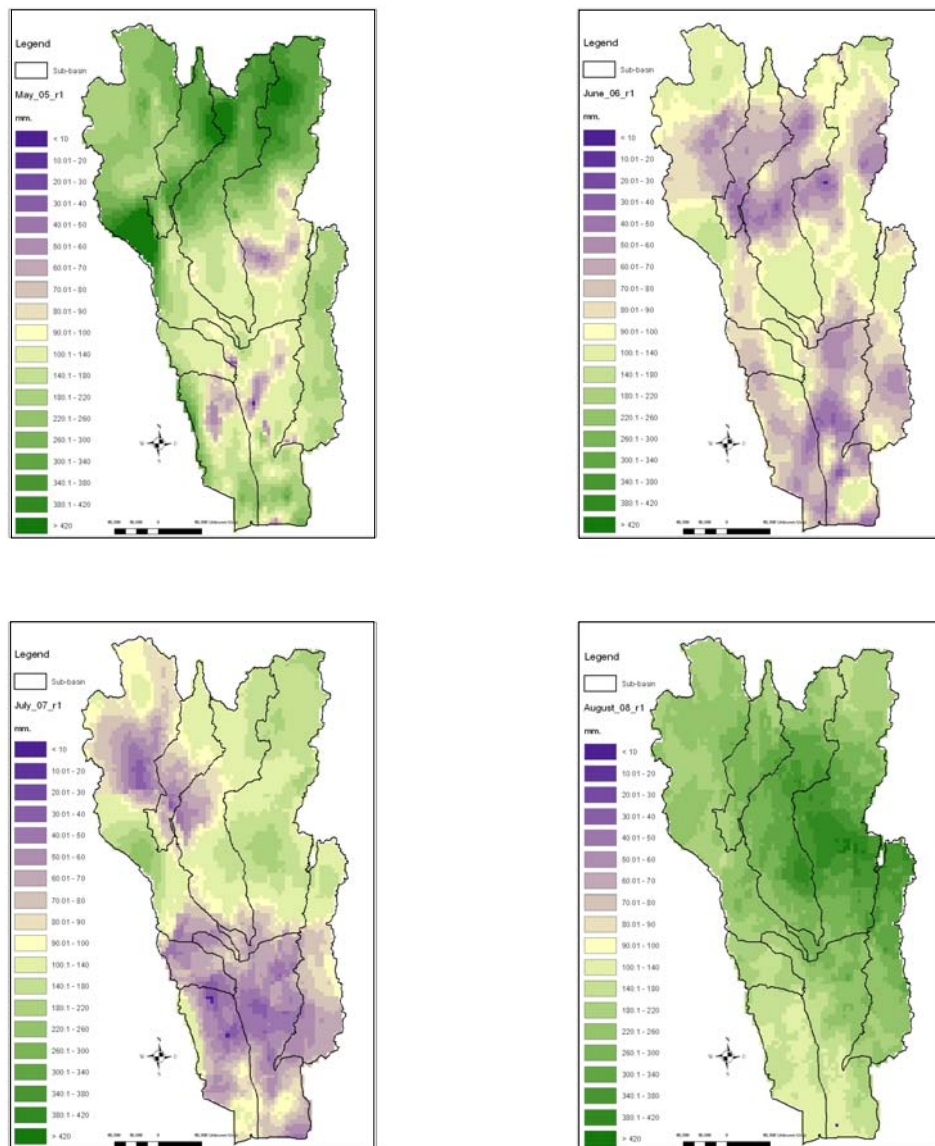 Legend
Sub-basin
May_05_r1
mm.
< 10
10.01 - 20
20.01 - 30
30.01 - 40
40.01 - 50
50.01 - 60
60.01 - 70
70.01 - 80
80.01 - 90
90.01 - 100
100.1 - 140
140.1 - 180
180.1 - 220
220.1 - 260
260.1 - 300
300.1 - 340
340.1 - 380
380.1 - 420
> 420
Legend
Sub-basin
June_06_r1
mm.
< 10
10.01 - 20
20.01 - 30
30.01 - 40
40.01 - 50
50.01 - 60
60.01 - 70
70.01 - 80
80.01 - 90
90.01 - 100
100.1 - 140
140.1 - 180
180.1 - 220
220.1 - 260
260.1 - 300
300.1 - 340
340.1 - 380
380.1 - 420
> 420
Legend
Sub-basin
July_07_r1
mm.
< 10
10.01 - 20
20.01 - 30
30.01 - 40
40.01 - 50
50.01 - 60
60.01 - 70
70.01 - 80
80.01 - 90
90.01 - 100
100.1 - 140
140.1 - 180
180.1 - 220
220.1 - 260
260.1 - 300
300.1 - 340
340.1 - 380
380.1 - 420
> 420
Legend
Sub-basin
August_08_r1
mm.
< 10
10.01 - 20
20.01 - 30
30.01 - 40
40.01 - 50
50.01 - 60
60.01 - 70
70.01 - 80
80.01 - 90
90.01 - 100
100.1 - 140
140.1 - 180
180.1 - 220
220.1 - 260
260.1 - 300
300.1 - 340
340.1 - 380
380.1 - 420
> 420